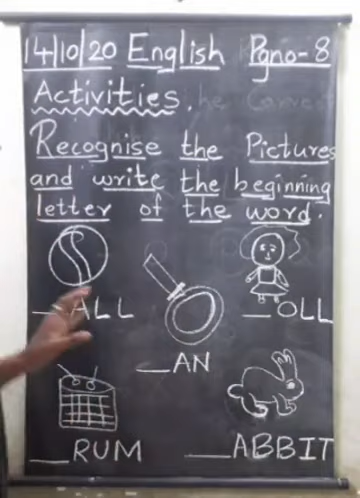 14/10/20 English Pgno-8
Activities.
Recognise the Pictures
and write the beginning
letter of the word.
_ALL
_OLL
_AN
_RUM
_ABBIT